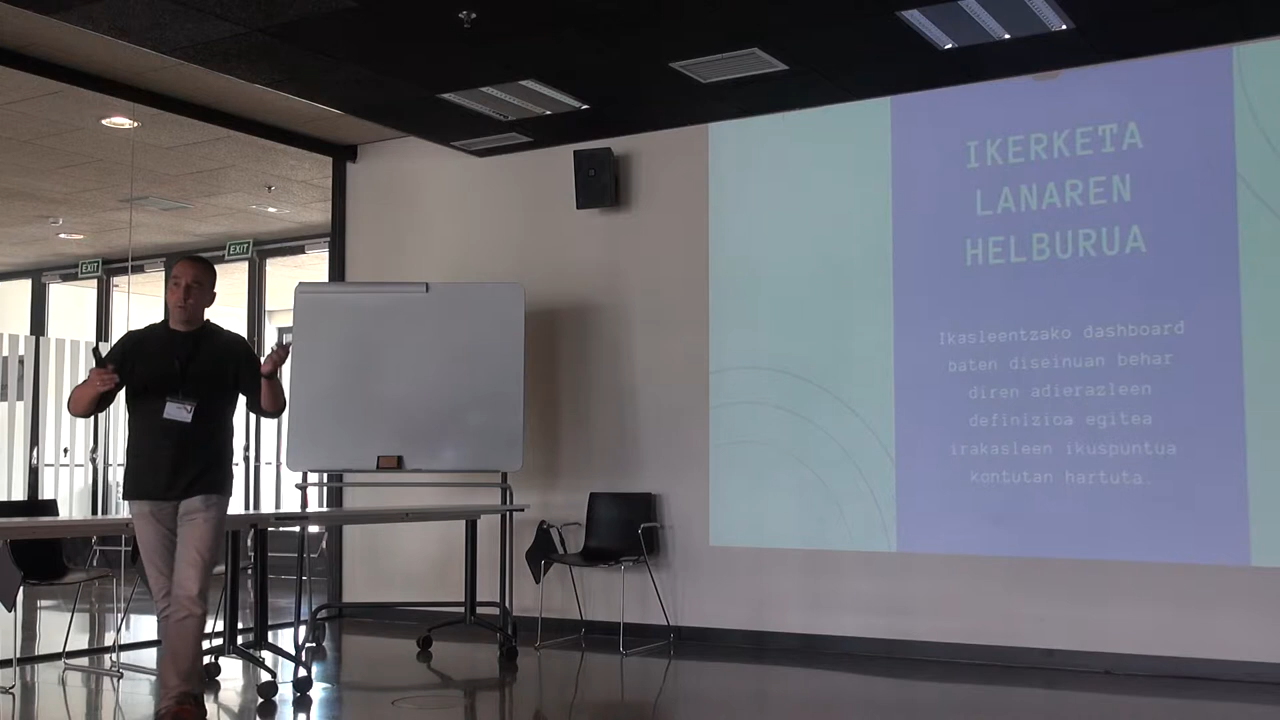 EXIT
EXIT
IKERKETA
LANAREN
HELBURUA
Ikasleentzako dashboard
baten diseinuan behar
diren adierazleen
definizioa egitea
irakasleen ikuspuntua
kontutan hartuta.